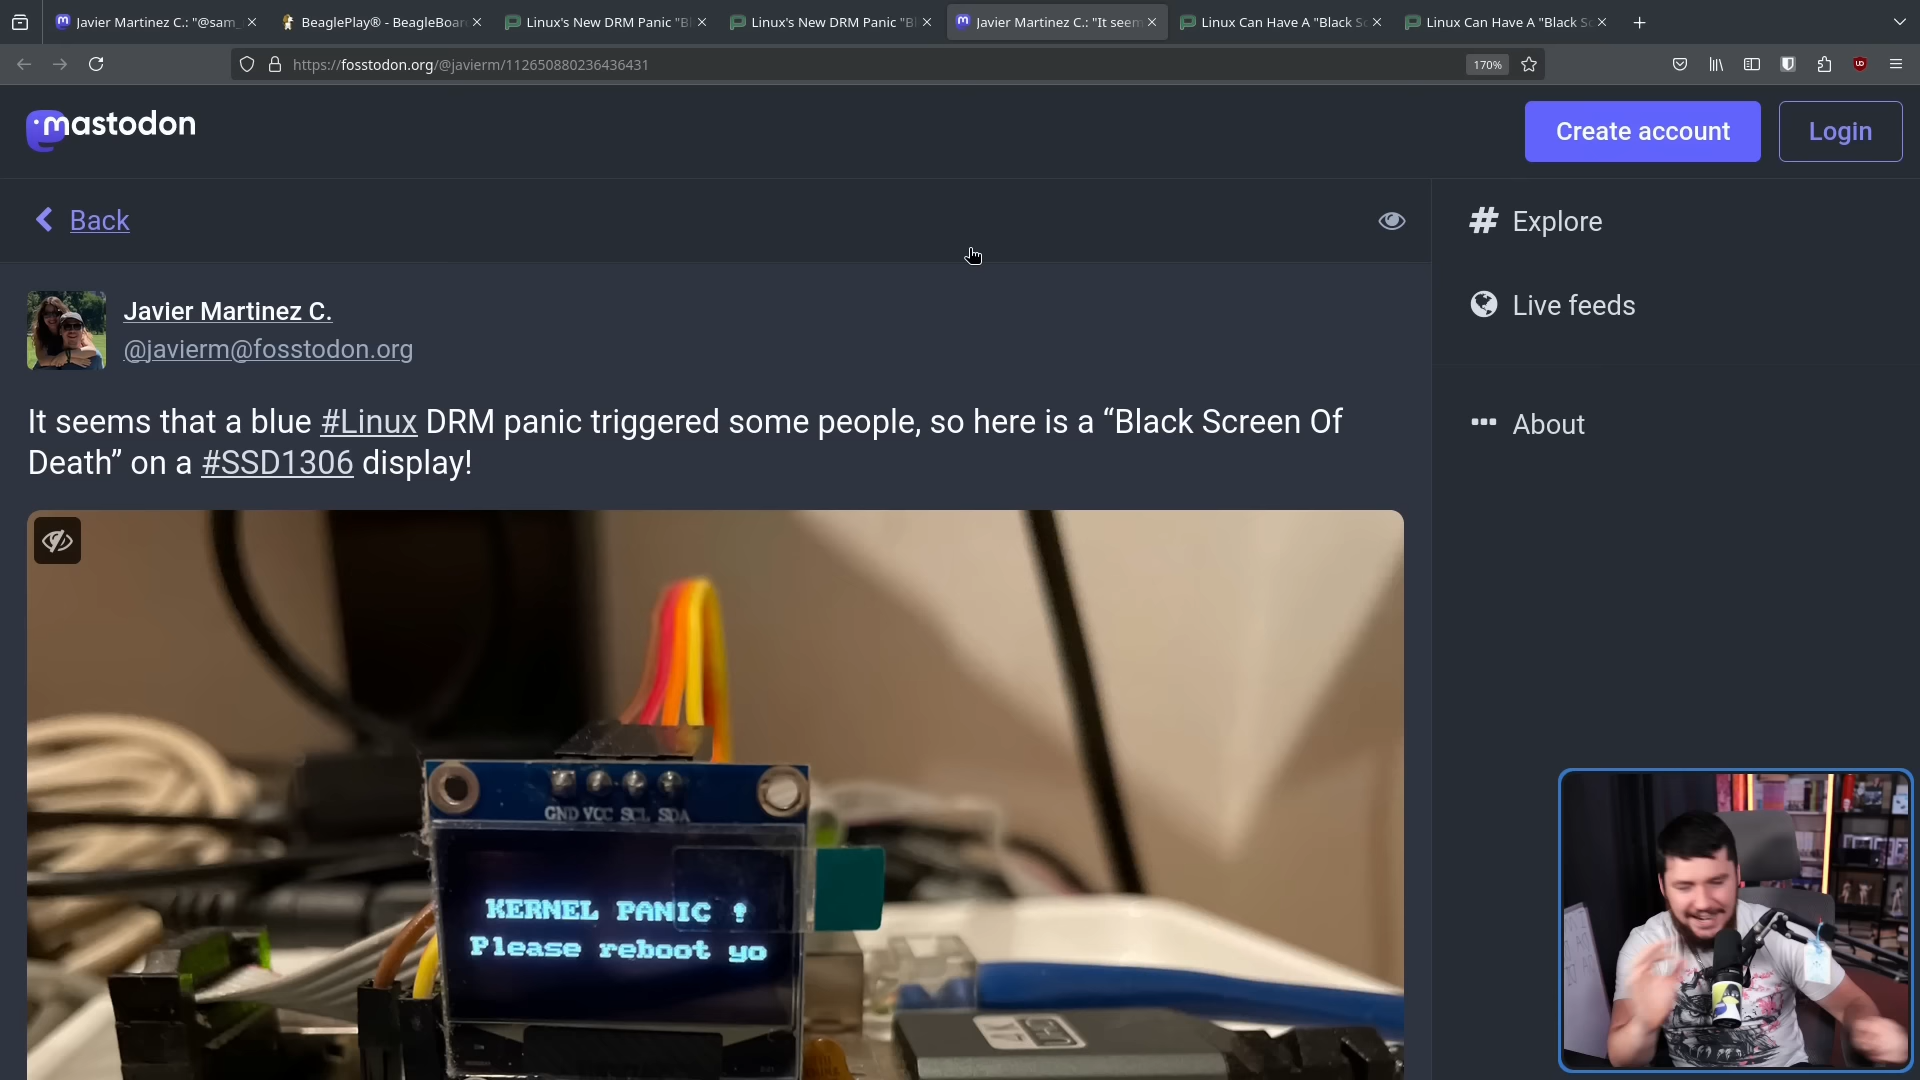 Javier Martinez C.: "@sam_
BeaglePlay® - BeagleBoar
Linux's New DRM Panic "Bl
Linux's New DRM Panic "Bl
Javier Martinez C.: "It seem
Linux Can Have A "Black Sc
Linux Can Have A "Black Sc
https://fosstodon.org/@javierm/112650880236436431
170%
mastodon
Create account
Login
Back
Explore
Live feeds
About
Javier Martinez C.
@javierm@fosstodon.org
It seems that a blue #Linux DRM panic triggered some people, so here is a “Black Screen Of
Death” on a #SSD1306 display!
GND VCC SCL SDA
KERNEL PANIC !
Please reboot yo